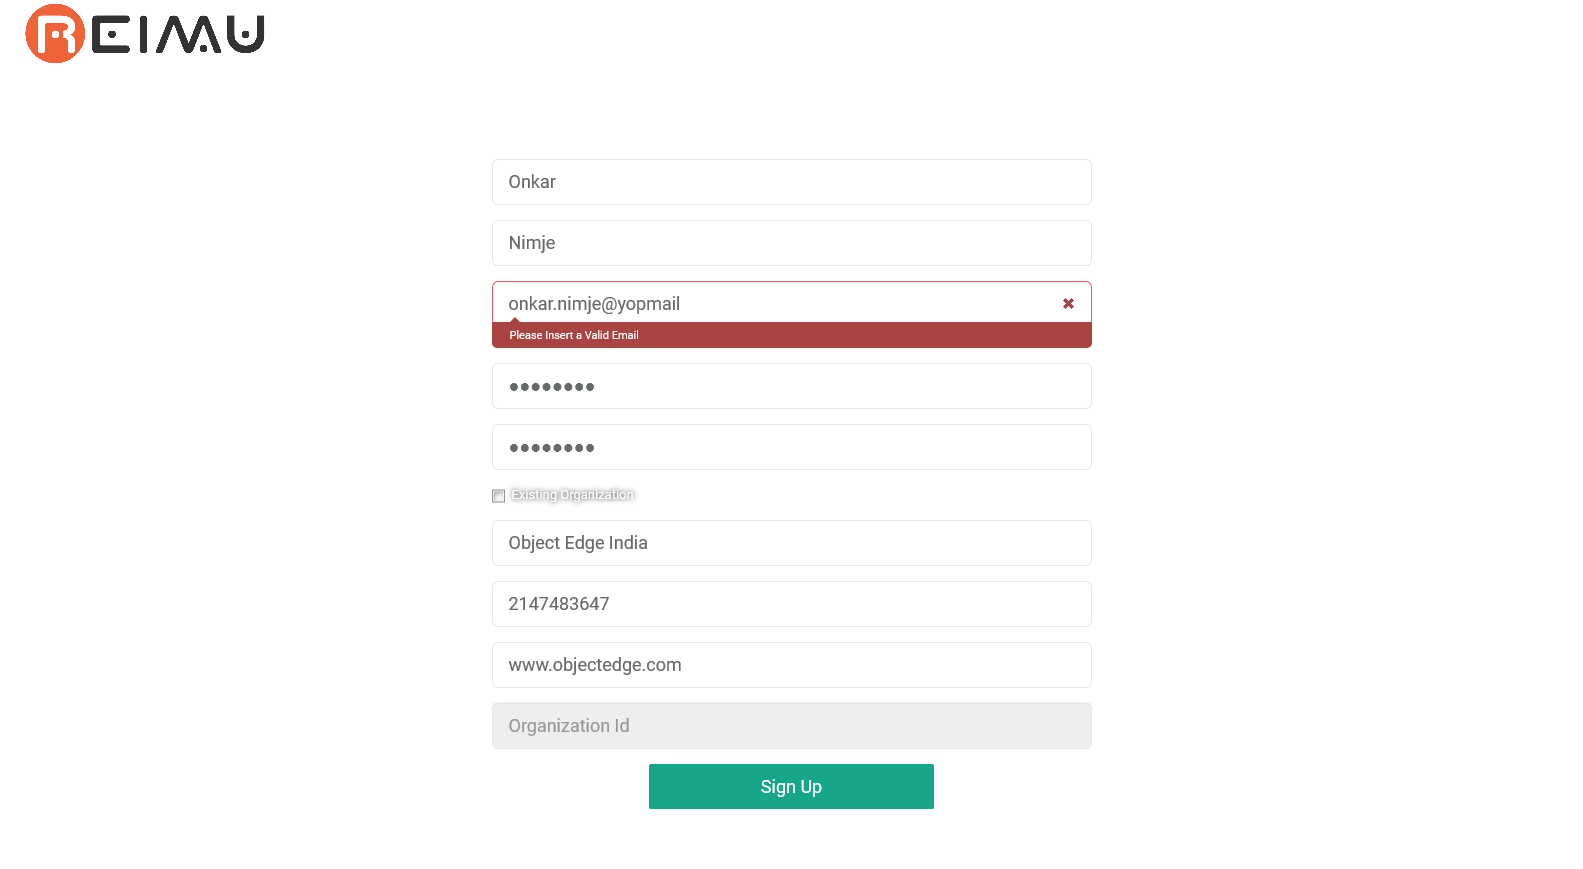 REIMU
Onkar
Nimje
onkar.nimje@yopmail
Please Insert a Valid Email
●●●●●●●●
●●●●●●●●
Existing Organization
Object Edge India
2147483647
www.objectedge.com
Organization Id
Sign Up